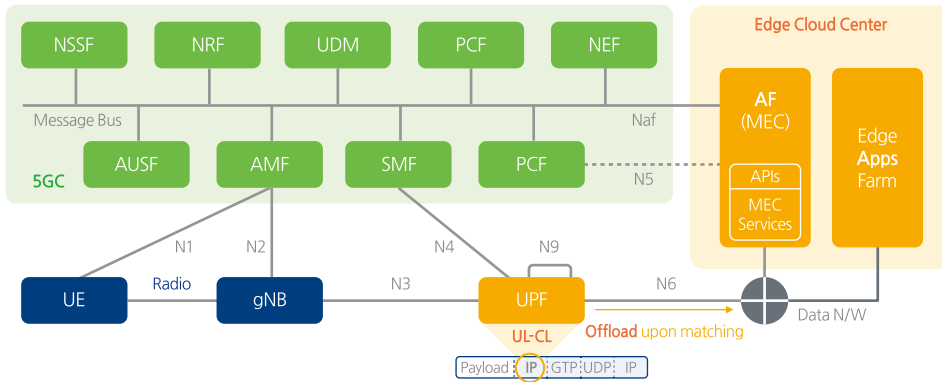 Edge Cloud Center
NSSF
NRF
UDM
PCF
NEF
Message Bus
Naf
AF
(MEC)
APIs
MEC
Services
Edge
Apps
Farm
5GC
AUSF
AMF
SMF
PCF
N5
N1
N2
N4
N9
UE
Radio
gNB
N3
UPF
N6
Data N/W
UL-CL
Offload upon matching
Payload IP GTP UDP IP